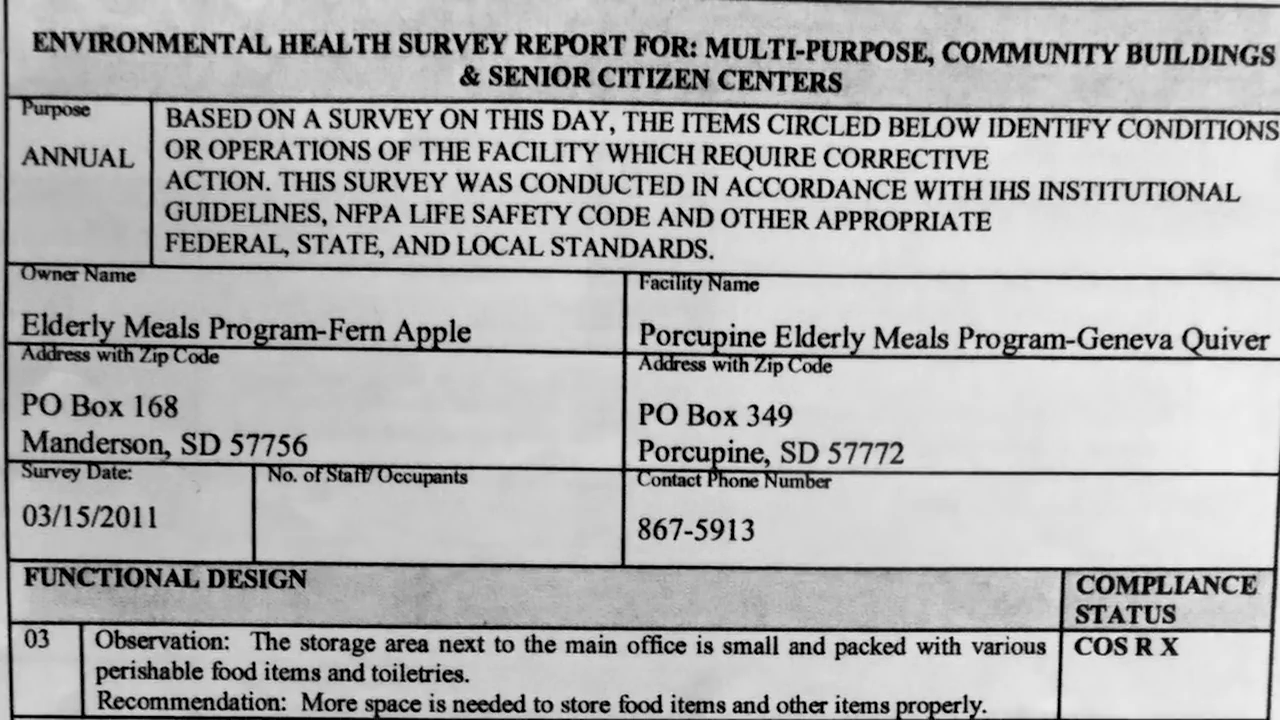 ENVIRONMENTAL HEALTH SURVEY REPORT FOR: MULTI-PURPOSE, COMMUNITY BUILDINGS
& SENIOR CITIZEN CENTERS
Purpose
ANNUAL
BASED ON A SURVEY ON THIS DAY, THE ITEMS CIRCLED BELOW IDENTIFY CONDITIONS
OR OPERATIONS OF THE FACILITY WHICH REQUIRE CORRECTIVE
ACTION. THIS SURVEY WAS CONDUCTED IN ACCORDANCE WITH IHS INSTITUTIONAL
GUIDELINES, NFPA LIFE SAFETY CODE AND OTHER APPROPRIATE
FEDERAL, STATE, AND LOCAL STANDARDS.
Owner Name
Elderly Meals Program-Fern Apple
Facility Name
Porcupine Elderly Meals Program-Geneva Quiver
Address with Zip Code
PO Box 168
Manderson, SD 57756
Address with Zip Code
PO Box 349
Porcupine, SD 57772
Survey Date:
03/15/2011
No. of Staff/ Occupants
Contact Phone Number
867-5913
FUNCTIONAL DESIGN
COMPLIANCE
STATUS
03
Observation: The storage area next to the main office is small and packed with various
perishable food items and toiletries.
Recommendation: More space is needed to store food items and other items properly.
COS R X